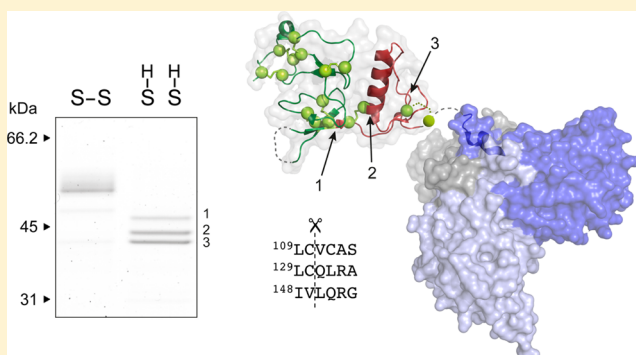 H H
S–S S S
kDa
66.2
45
31
1
2
3
1
2
3
¹⁰⁹LCVCAS
¹²⁹LCQLRA
¹⁴⁸IVLQRG